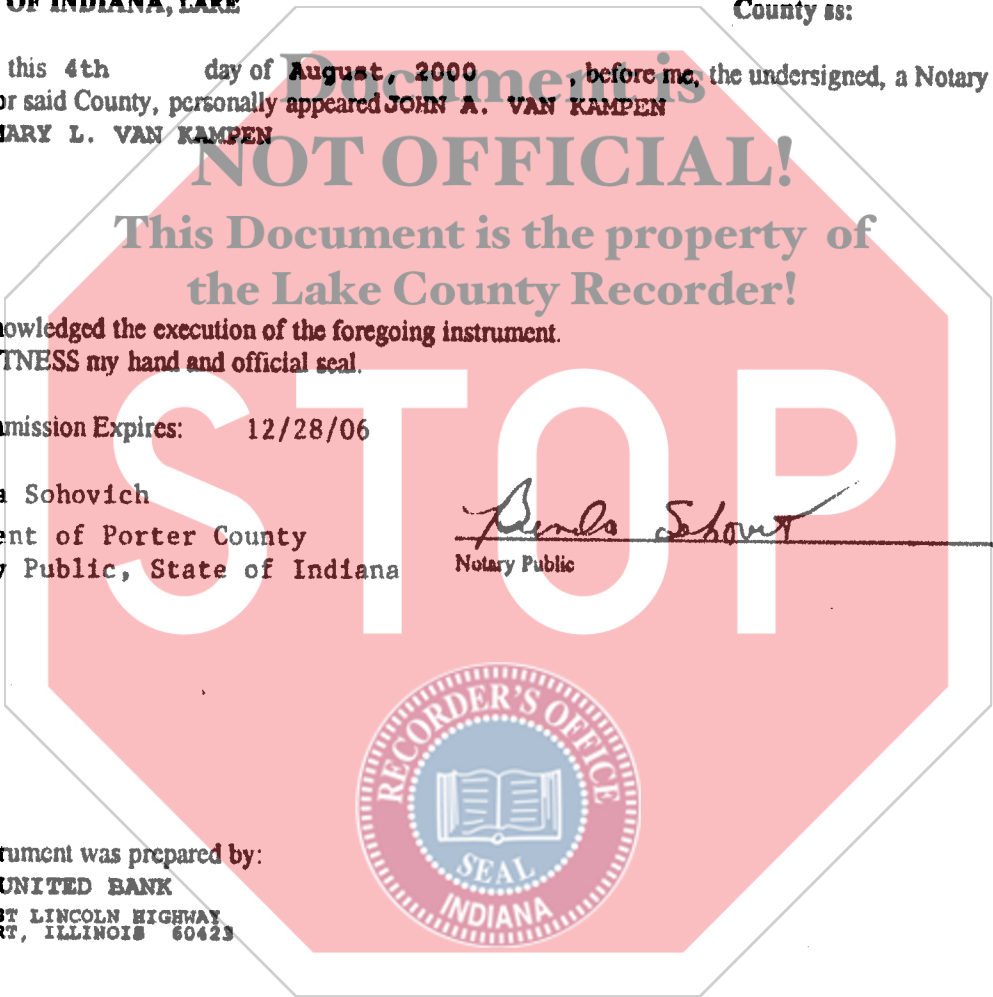 OF INDIANA, LAKE County ss:
this 4th day of August, 2000 , before me, the undersigned, a Notary
or said County, personally appeared JOHN A. VAN KAMPEN
MARY L. VAN KAMPEN
Document is
NOT OFFICIAL!
This Document is the property of
the Lake County Recorder!
owledged the execution of the foregoing instrument.
TNESS my hand and official seal.
STOP
mission Expires: 12/28/06
a Sohovich
ent of Porter County
y Public, State of Indiana
Notary Public
RECORDER'S OFFICE
SEAL
INDIANA
rument was prepared by:
UNITED BANK
ST LINCOLN HIGHWAY
RT, ILLINOIS 60423